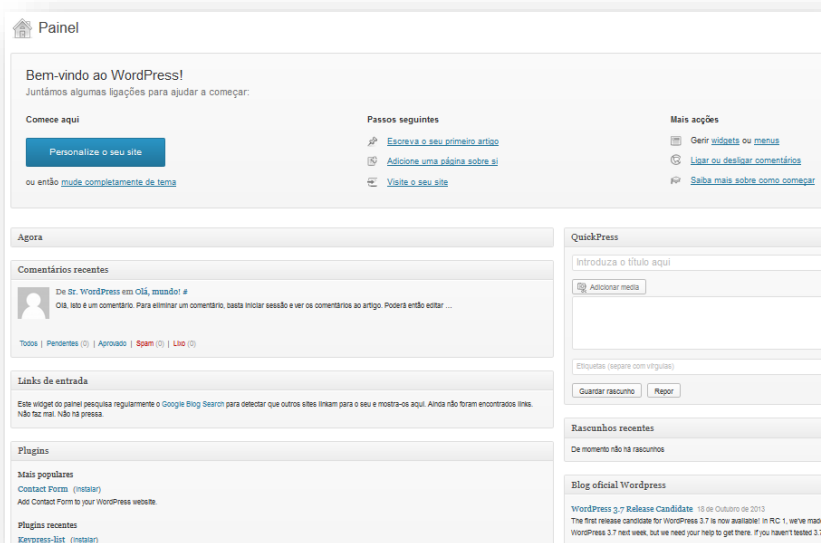 Painel
Bem-vindo ao WordPress!
Juntámos algumas ligações para ajudar a começar:
Comece aqui
Personalize o seu site
ou então mude completamente de tema
Passos seguintes
Escreva o seu primeiro artigo
Adicione uma página sobre si
Visite o seu site
Mais acções
Gerir widgets ou menus
Ligar ou desligar comentários
Saiba mais sobre como começar
Agora
Comentários recentes
De Sr. WordPress em Olá, mundo! #
Olá, Isto é um comentário. Para eliminar um comentário, basta iniciar sessão e ver os comentários ao artigo. Poderá então editar ...
Todos | Pendentes (0) | Aprovado | Spam (0) | Lixo (0)
Links de entrada
Este widget do painel pesquisa regularmente o Google Blog Search para detectar que outros sites linkam para o seu e mostra-os aqui. Ainda não foram encontrados links.
Não faz mal. Não há pressa.
Plugins
Mais populares
Contact Form (Instalar)
Add Contact Form to your WordPress website.
Plugins recentes
Keypress-list (Instalar)
QuickPress
Introduza o título aqui
Adicionar media
Etiquetas (separe com vírgulas)
Guardar rascunho Repor
Rascunhos recentes
De momento não há rascunhos
Blog oficial Wordpress
WordPress 3.7 Release Candidate 18 de Outubro de 2013
The first release candidate for WordPress 3.7 is now available! In RC 1, we've made
WordPress 3.7 next week, but we need your help to get there. If you haven't tested 3.7